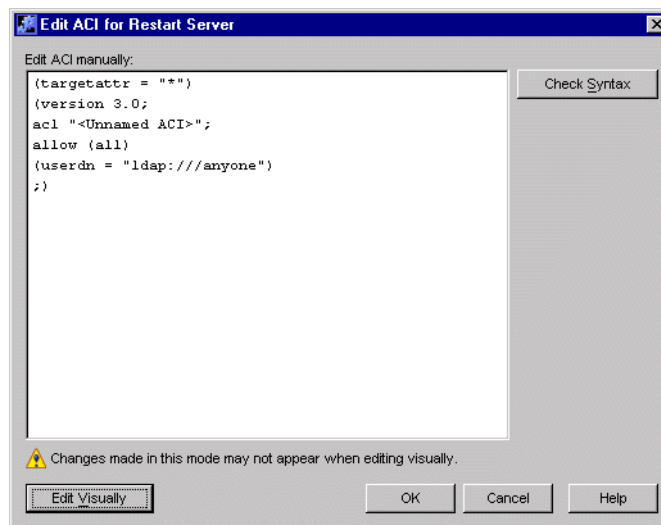 Edit ACI for Restart Server
Edit ACI manually:
(targetattr = "*")
(version 3.0;
acl "<Unnamed ACI>";
allow (all)
(userdn = "ldap:///anyone")
;)
Check Syntax
Changes made in this mode may not appear when editing visually.
Edit Visually
OK
Cancel
Help